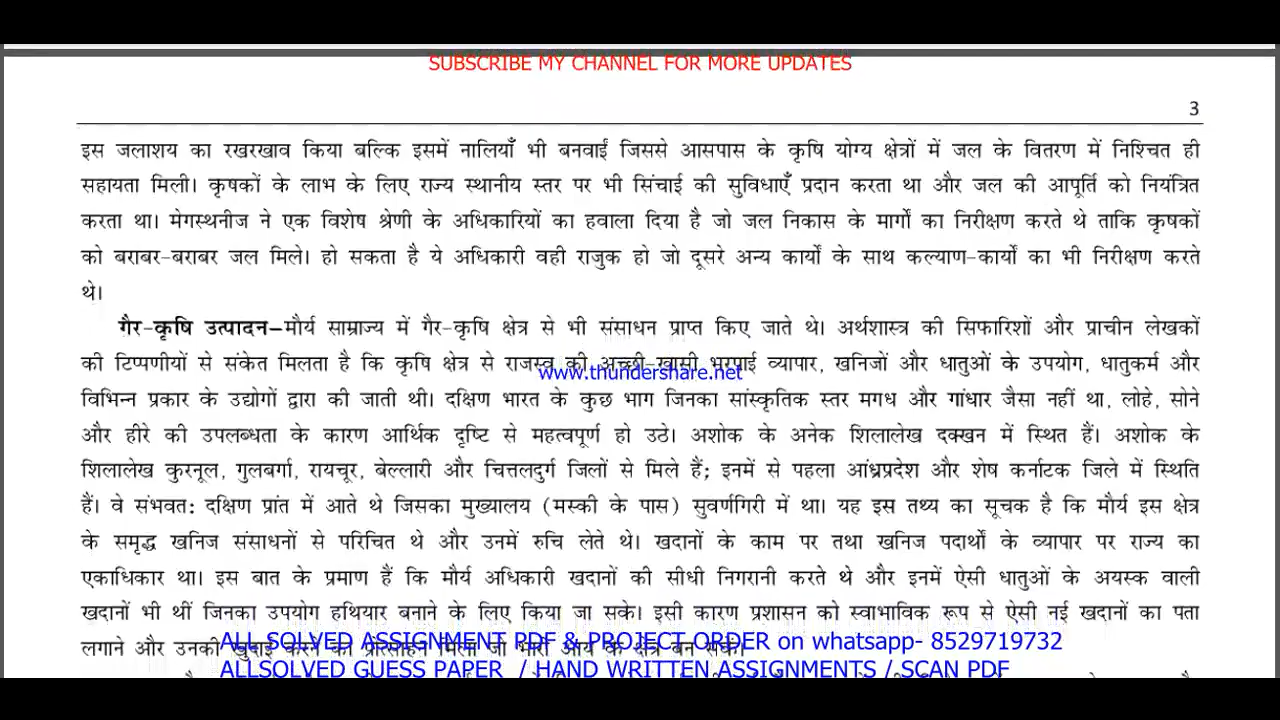 SUBSCRIBE MY CHANNEL FOR MORE UPDATES
3
इस जलाशय का रखरखाव किया बल्कि इसमें नालियाँ भी बनवाईं जिससे आसपास के कृषि योग्य क्षेत्रों में जल के वितरण में निश्चित ही
सहायता मिली। कृषकों के लाभ के लिए राज्य स्थानीय स्तर पर भी सिंचाई की सुविधाएँ प्रदान करता था और जल की आपूर्ति को नियंत्रित
करता था। मेगस्थनीज ने एक विशेष श्रेणी के अधिकारियों का हवाला दिया है जो जल निकास के मार्गों का निरीक्षण करते थे ताकि कृषकों
को बराबर-बराबर जल मिले। हो सकता है ये अधिकारी वही राजुक हो जो दूसरे अन्य कार्यों के साथ कल्याण-कार्यों का भी निरीक्षण करते
थे।
गैर-कृषि उत्पादन–मौर्य साम्राज्य में गैर-कृषि क्षेत्र से भी संसाधन प्राप्त किए जाते थे। अर्थशास्त्र की सिफारिशों और प्राचीन लेखकों
की टिप्पणीयों से संकेत मिलता है कि कृषि क्षेत्र से राजस्व की अच्छी-खासी भरपाई व्यापार, खनिजों और धातुओं के उपयोग, धातुकर्म और
www.thundershare.net
विभिन्न प्रकार के उद्योगों द्वारा की जाती थी। दक्षिण भारत के कुछ भाग जिनका सांस्कृतिक स्तर मगध और गांधार जैसा नहीं था, लोहे, सोने
और हीरे की उपलब्धता के कारण आर्थिक दृष्टि से महत्वपूर्ण हो उठे। अशोक के अनेक शिलालेख दक्खन में स्थित हैं। अशोक के
शिलालेख कुरनूल, गुलबर्गा, रायचूर, बेल्लारी और चित्तलदुर्ग जिलों से मिले हैं; इनमें से पहला आंध्रप्रदेश और शेष कर्नाटक जिले में स्थिति
हैं। वे संभवत: दक्षिण प्रांत में आते थे जिसका मुख्यालय (मस्की के पास) सुवर्णगिरी में था। यह इस तथ्य का सूचक है कि मौर्य इस क्षेत्र
के समृद्ध खनिज संसाधनों से परिचित थे और उनमें रुचि लेते थे। खदानों के काम पर तथा खनिज पदार्थों के व्यापार पर राज्य का
एकाधिकार था। इस बात के प्रमाण हैं कि मौर्य अधिकारी खदानों की सीधी निगरानी करते थे और इनमें ऐसी धातुओं के अयस्क वाली
खदानों भी थीं जिनका उपयोग हथियार बनाने के लिए किया जा सके। इसी कारण प्रशासन को स्वाभाविक रूप से ऐसी नई खदानों का पता
लगाने और उनकी खुदाई करने का प्रोत्साहन मिला जो भारी आय के क्षेत्र बन सकें।
ALL SOLVED ASSIGNMENT PDF & PROJECT ORDER on whatsapp- 8529719732
ALLSOLVED GUESS PAPER / HAND WRITTEN ASSIGNMENTS / SCAN PDF